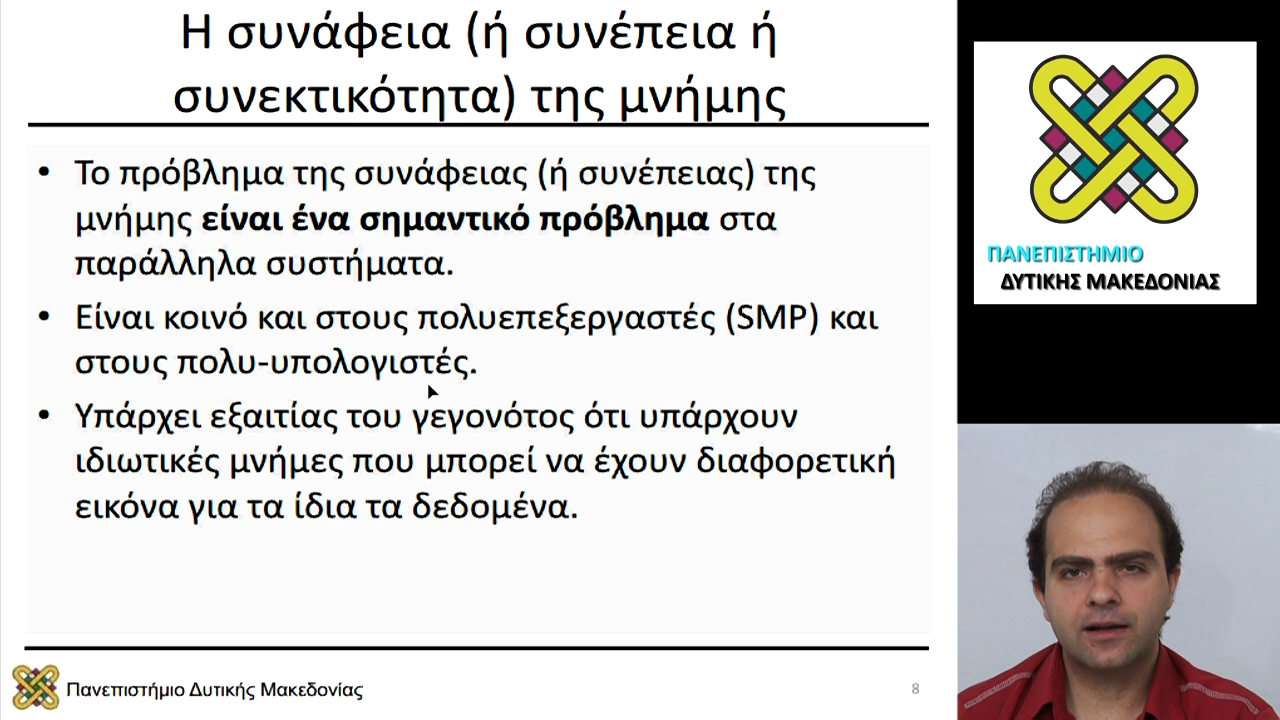 Η συνάφεια (ή συνέπεια ή
συνεκτικότητα) της μνήμης
• Το πρόβλημα της συνάφειας (ή συνέπειας) της
μνήμης είναι ένα σημαντικό πρόβλημα στα
παράλληλα συστήματα.
• Είναι κοινό και στους πολυεπεξεργαστές (SMP) και
στους πολυ-υπολογιστές.
• Υπάρχει εξαιτίας του γεγονότος ότι υπάρχουν
ιδιωτικές μνήμες που μπορεί να έχουν διαφορετική
εικόνα για τα ίδια τα δεδομένα.
Πανεπιστήμιο Δυτικής Μακεδονίας
8
ΠΑΝΕΠΙΣΤΗΜΙΟ
ΔΥΤΙΚΗΣ ΜΑΚΕΔΟΝΙΑΣ